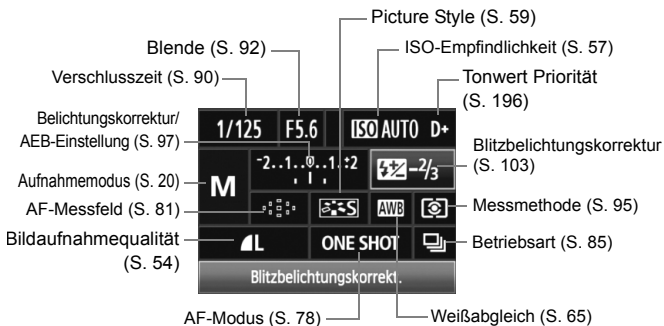 Picture Style (S. 59)
Blende (S. 92)
ISO-Empfindlichkeit (S. 57)
Verschlusszeit (S. 90)
Tonwert Priorität
(S. 196)
Belichtungskorrektur/
AEB-Einstellung (S. 97)
1/125 F5.6 ISO AUTO D+
-2..1..0..1.:2
Blitzbelichtungskorrektur
(S. 103)
-2/3
Aufnahmemodus (S. 20)
M
AF-Messfeld (S. 81)
S AWB
Messmethode (S. 95)
Bildaufnahmequalität
(S. 54)
L ONE SHOT
Betriebsart (S. 85)
Blitzbelichtungskorrekt.
AF-Modus (S. 78)
Weißabgleich (S. 65)